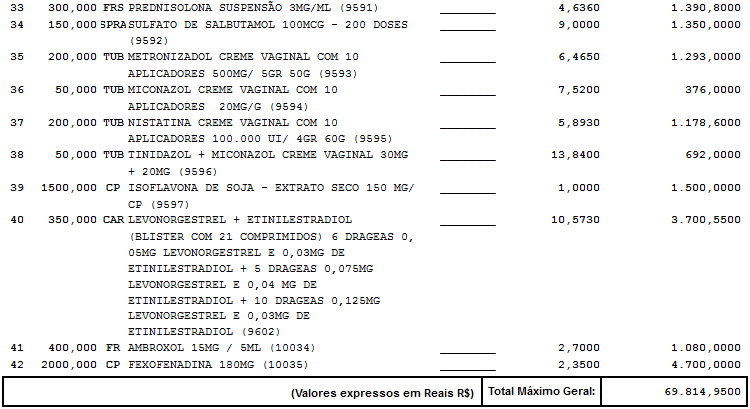 33 300,000 FRS PREDNISOLONA SUSPENSÃO 3MG/ML (9591) ________ 4,6360 1.390,8000
34 150,000 SPRA SULFATO DE SALBUTAMOL 100MCG - 200 DOSES ________ 9,0000 1.350,0000
(9592)
35 200,000 TUB METRONIZADOL CREME VAGINAL COM 10 ________ 6,4650 1.293,0000
APLICADORES 500MG/ 5GR 50G (9593)
36 50,000 TUB MICONAZOL CREME VAGINAL COM 10 ________ 7,5200 376,0000
APLICADORES  20MG/G (9594)
37 200,000 TUB NISTATINA CREME VAGINAL COM 10 ________ 5,8930 1.178,6000
APLICADORES 100.000 UI/ 4GR 60G (9595)
38 50,000 TUB TINIDAZOL + MICONAZOL CREME VAGINAL 30MG ________ 13,8400 692,0000
+ 20MG (9596)
39 1500,000 CP ISOFLAVONA DE SOJA - EXTRATO SECO 150 MG/ ________ 1,0000 1.500,0000
CP (9597)
40 350,000 CAR LEVONORGESTREL + ETINILESTRADIOL ________ 10,5730 3.700,5500
(BLISTER COM 21 COMPRIMIDOS) 6 DRAGEAS 0,
05MG LEVONORGESTREL E 0,03MG DE
ETINILESTRADIOL + 5 DRAGEAS 0,075MG
LEVONORGESTREL E 0,04 MG DE
ETINILESTRADIOL + 10 DRAGEAS 0,125MG
LEVONORGESTREL E 0,03MG DE
ETINILESTRADIOL (9602)
41 400,000 FR AMBROXOL 15MG / 5ML (10034) ________ 2,7000 1.080,0000
42 2000,000 CP FEXOFENADINA 180MG (10035) ________ 2,3500 4.700,0000
(Valores expressos em Reais R$) Total Máximo Geral: 69.814,9500